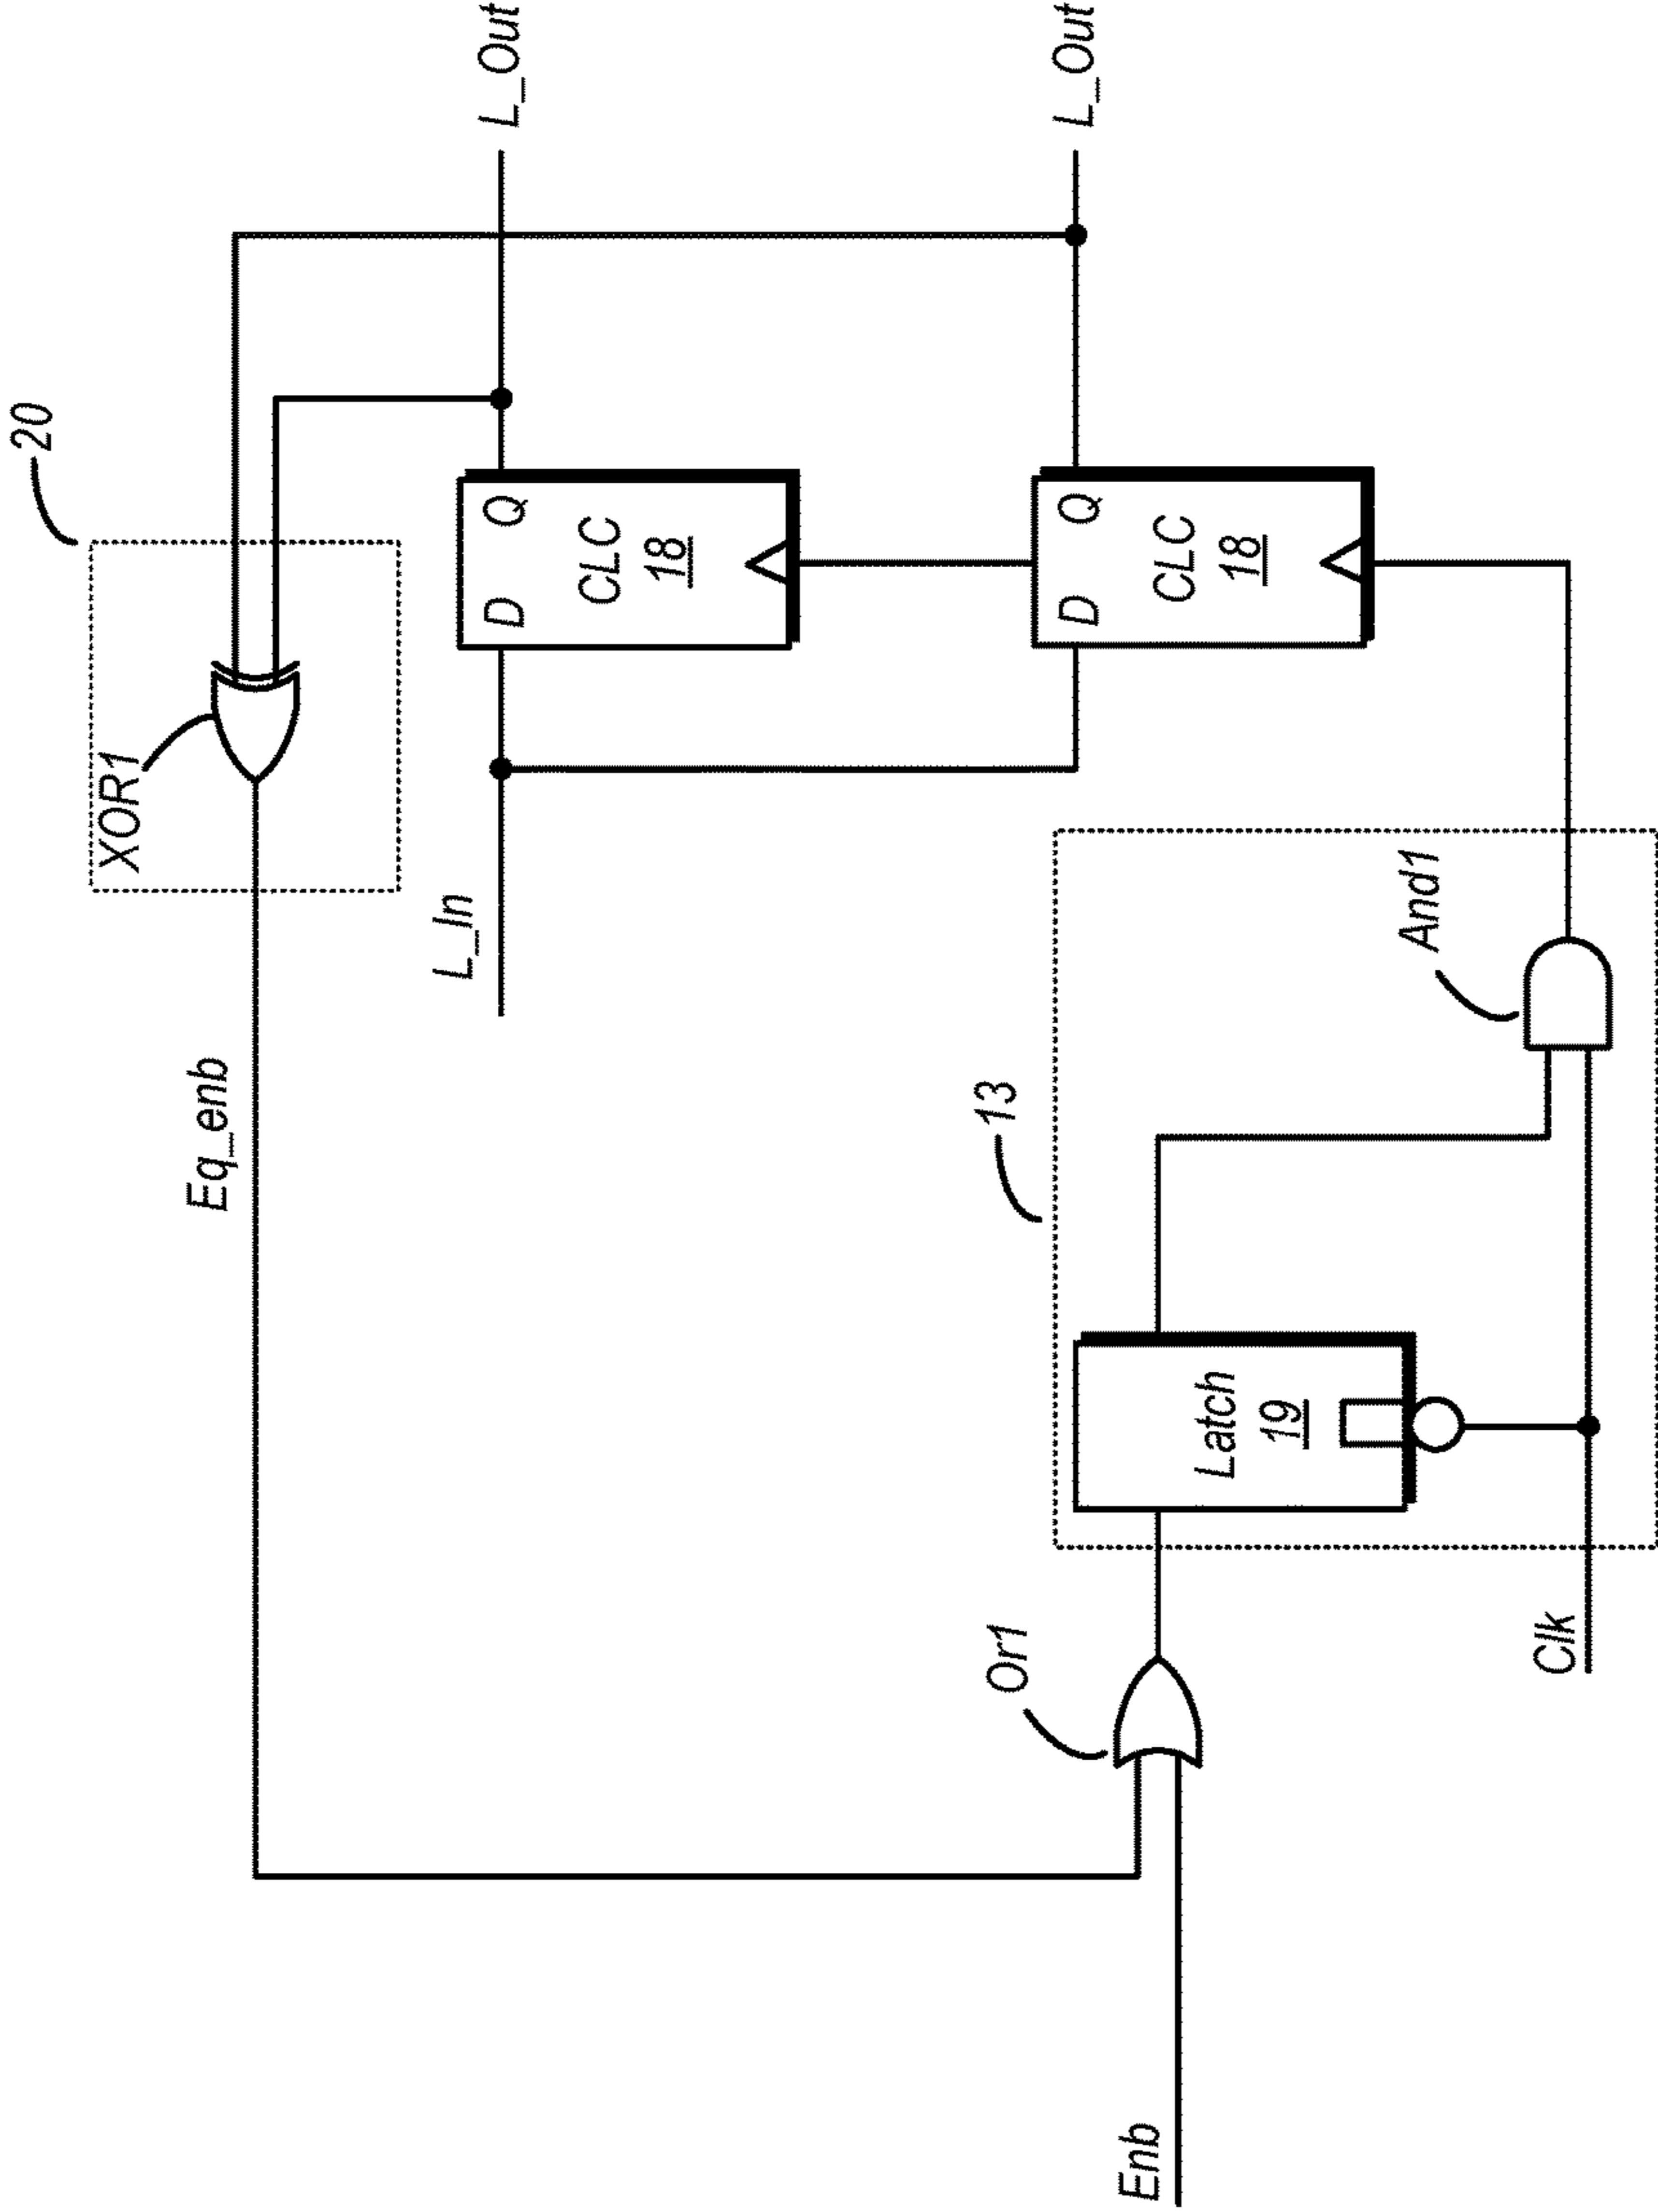 20
XOR1
Eq_enb
L_In
D
Q
CLC
18
L_Out
D
Q
CLC
18
L_Out
13
And1
Latch
19
Or1
Enb
Clk